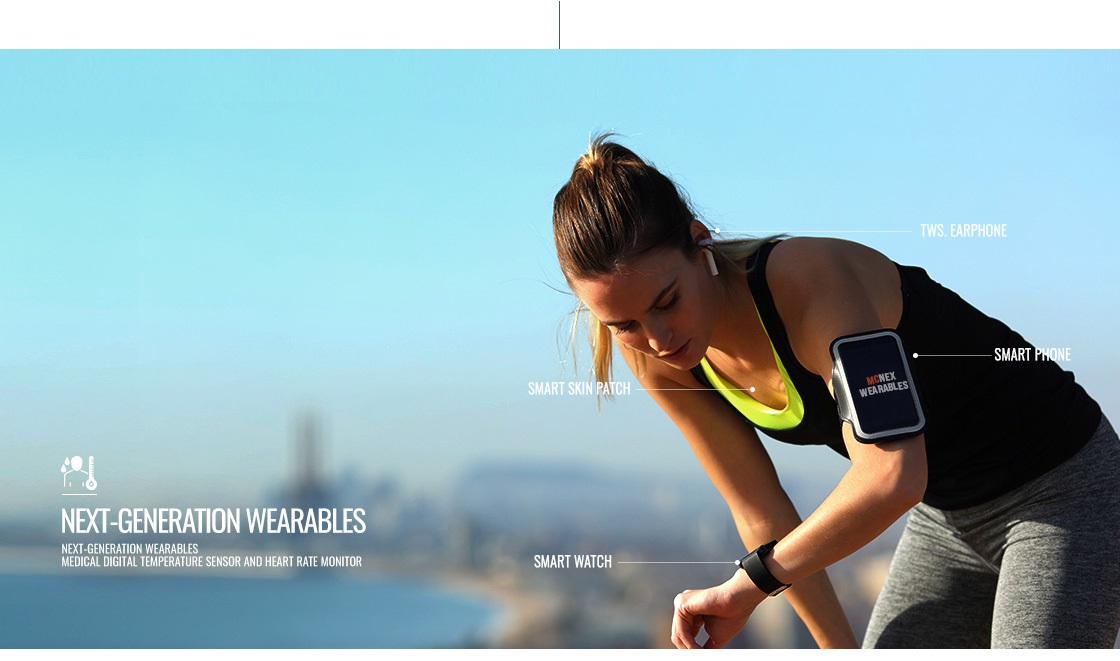 TWS. EARPHONE
SMART PHONE
MCNEX
WEARABLES
SMART SKIN PATCH
NEXT-GENERATION WEARABLES
NEXT-GENERATION WEARABLES
MEDICAL DIGITAL TEMPERATURE SENSOR AND HEART RATE MONITOR
SMART WATCH